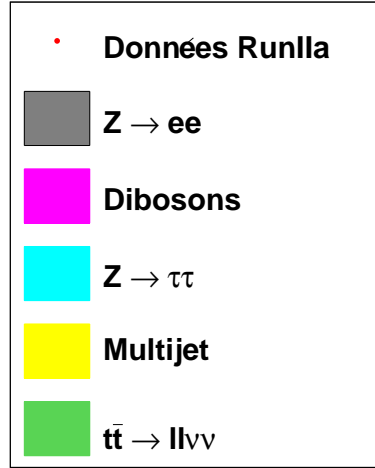 Données RunIIa
Z → ee
Dibosons
Z → ττ
Multijet
tt̄ → llνν